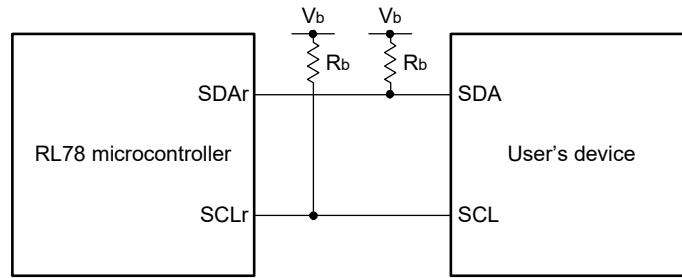 Vb Vb
Rb Rb
SDAr SDA
RL78 microcontroller User’s device
SCLr SCL